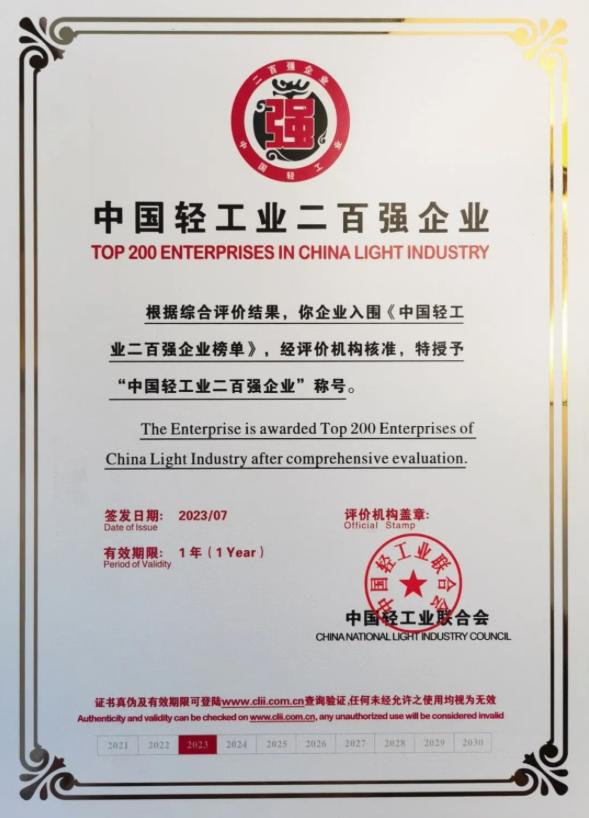 二百强企业
强
中国轻工业
中国轻工业二百强企业
TOP 200 ENTERPRISES IN CHINA LIGHT INDUSTRY
根据综合评价结果，你企业入围《中国轻工
业二百强企业榜单》，经评价机构核准，特授予
“中国轻工业二百强企业”称号。
The Enterprise is awarded Top 200 Enterprises of
China Light Industry after comprehensive evaluation.
签发日期： 2023/07 评价机构盖章:
Date of Issue Official Stamp
有效期限: 1 年（1 Year）
Period of Validity
中国轻工业联合会
中国轻工业联合会
CHINA NATIONAL LIGHT INDUSTRY COUNCIL
证书真伪及有效期限可登陆www.clii.com.cn查询验证,任何未经允许之使用均视为无效
Authenticity and validity can be checked on www.clii.com.cn, any unauthorized use will be considered invalid
2021 2022 2023 2024 2025 2026 2027 2028 2029 2030